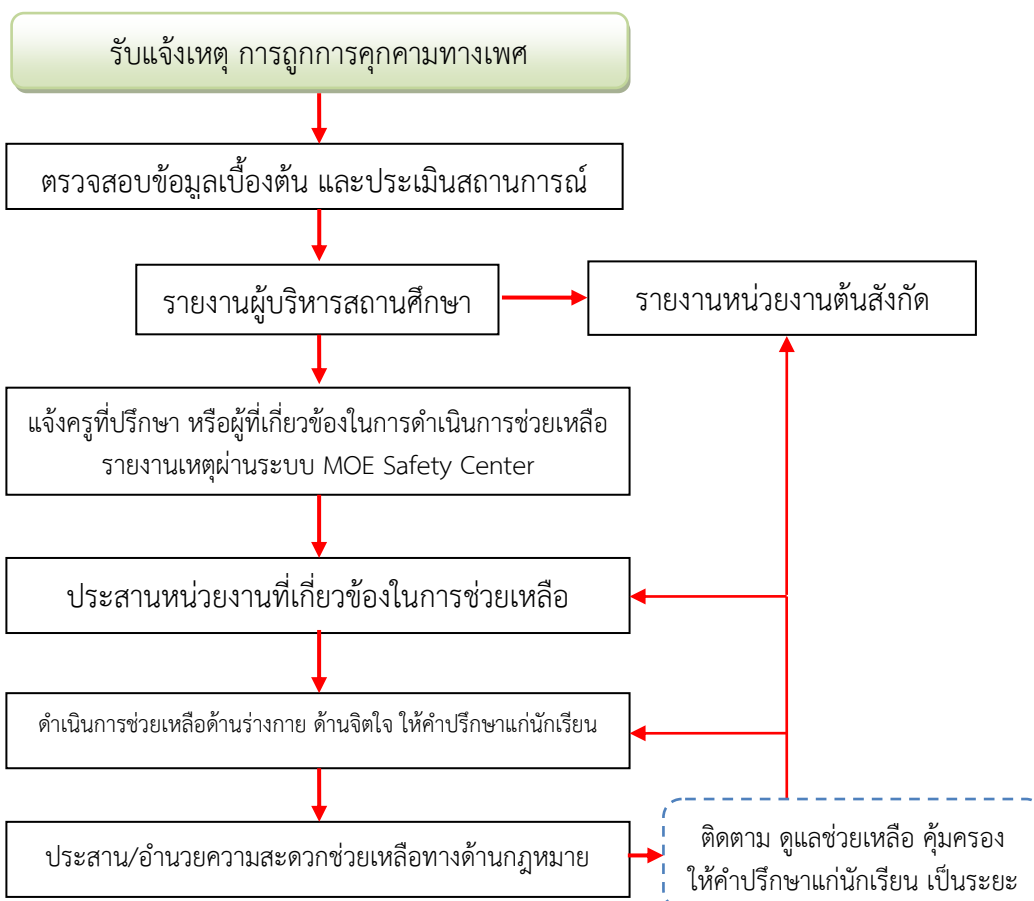 รับแจ้งเหตุ การถูกการคุกคามทางเพศ
ตรวจสอบข้อมูลเบื้องต้น และประเมินสถานการณ์
รายงานผู้บริหารสถานศึกษา
รายงานหน่วยงานต้นสังกัด
แจ้งครูที่ปรึกษา หรือผู้ที่เกี่ยวข้องในการดำเนินการช่วยเหลือ
รายงานเหตุผ่านระบบ MOE Safety Center
ประสานหน่วยงานที่เกี่ยวข้องในการช่วยเหลือ
ดำเนินการช่วยเหลือด้านร่างกาย ด้านจิตใจ ให้คำปรึกษาแก่นักเรียน
ประสาน/อำนวยความสะดวกช่วยเหลือทางด้านกฎหมาย
ติดตาม ดูแลช่วยเหลือ คุ้มครอง
ให้คำปรึกษาแก่นักเรียน เป็นระยะ